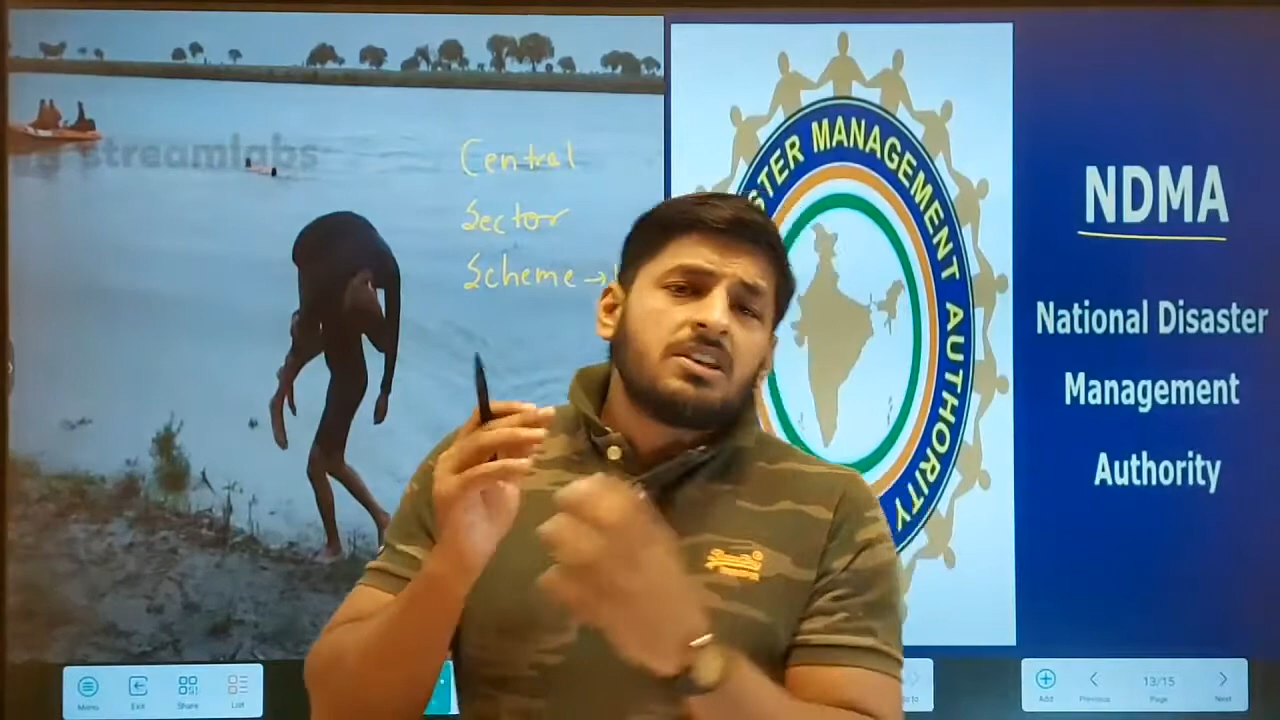 g streamlabs
Central
Sector
Scheme →
STER MANAGEMENT AUTHORITY
NDMA
National Disaster
Management
Authority
Menu
Exit
Share
List
Add
Previous
13/15
Page
Next